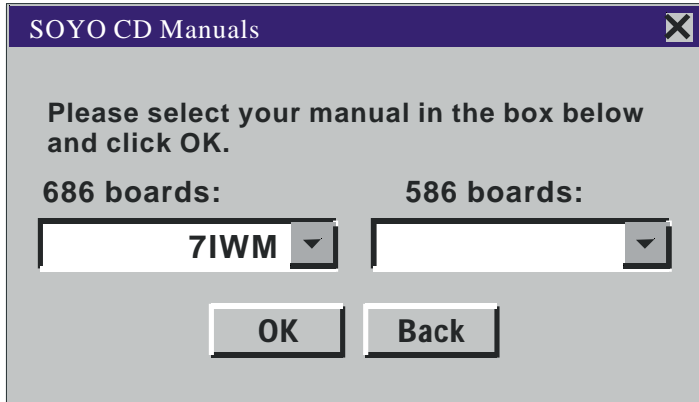 SOYO CD Manuals
Please select your manual in the box below
and click OK.
686 boards: 586 boards:
7IWM
OK Back